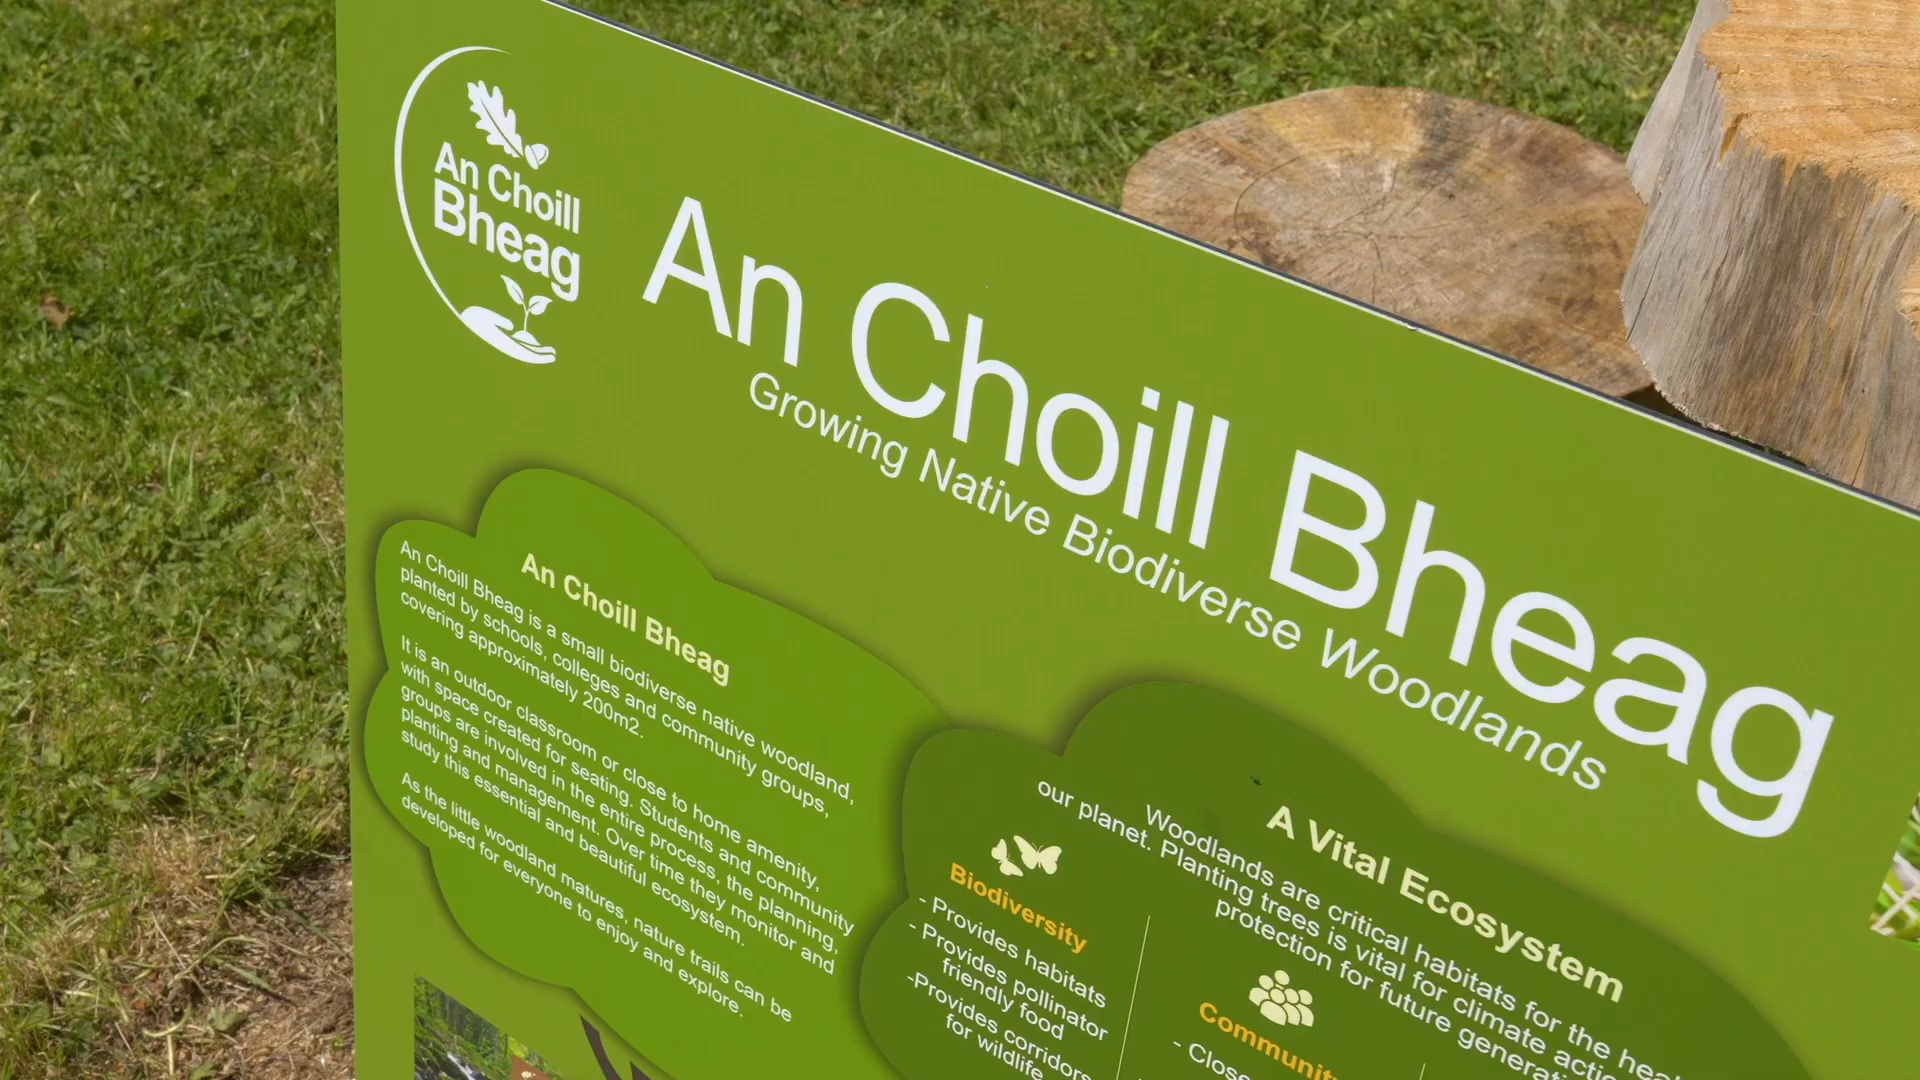 An Choill
Bheag
An Choill Bheag
Growing Native Biodiverse Woodlands
An Choill Bheag
An Choill Bheag is a small biodiverse native woodland,
planted by schools, colleges and community groups,
covering approximately 200m2.
It is an outdoor classroom or close to home amenity,
with space created for seating. Students and community
groups are involved in the entire process, the planning,
planting and management. Over time they monitor and
study this essential and beautiful ecosystem.
As the little woodland matures, nature trails can be
developed for everyone to enjoy and explore.
A Vital Ecosystem
Woodlands are critical habitats for the
our planet. Planting trees is vital for climate
protection for future
Biodiversity
- Provides habitats
- Provides pollinator
friendly food
-Provides corridors
for wildlife
Community